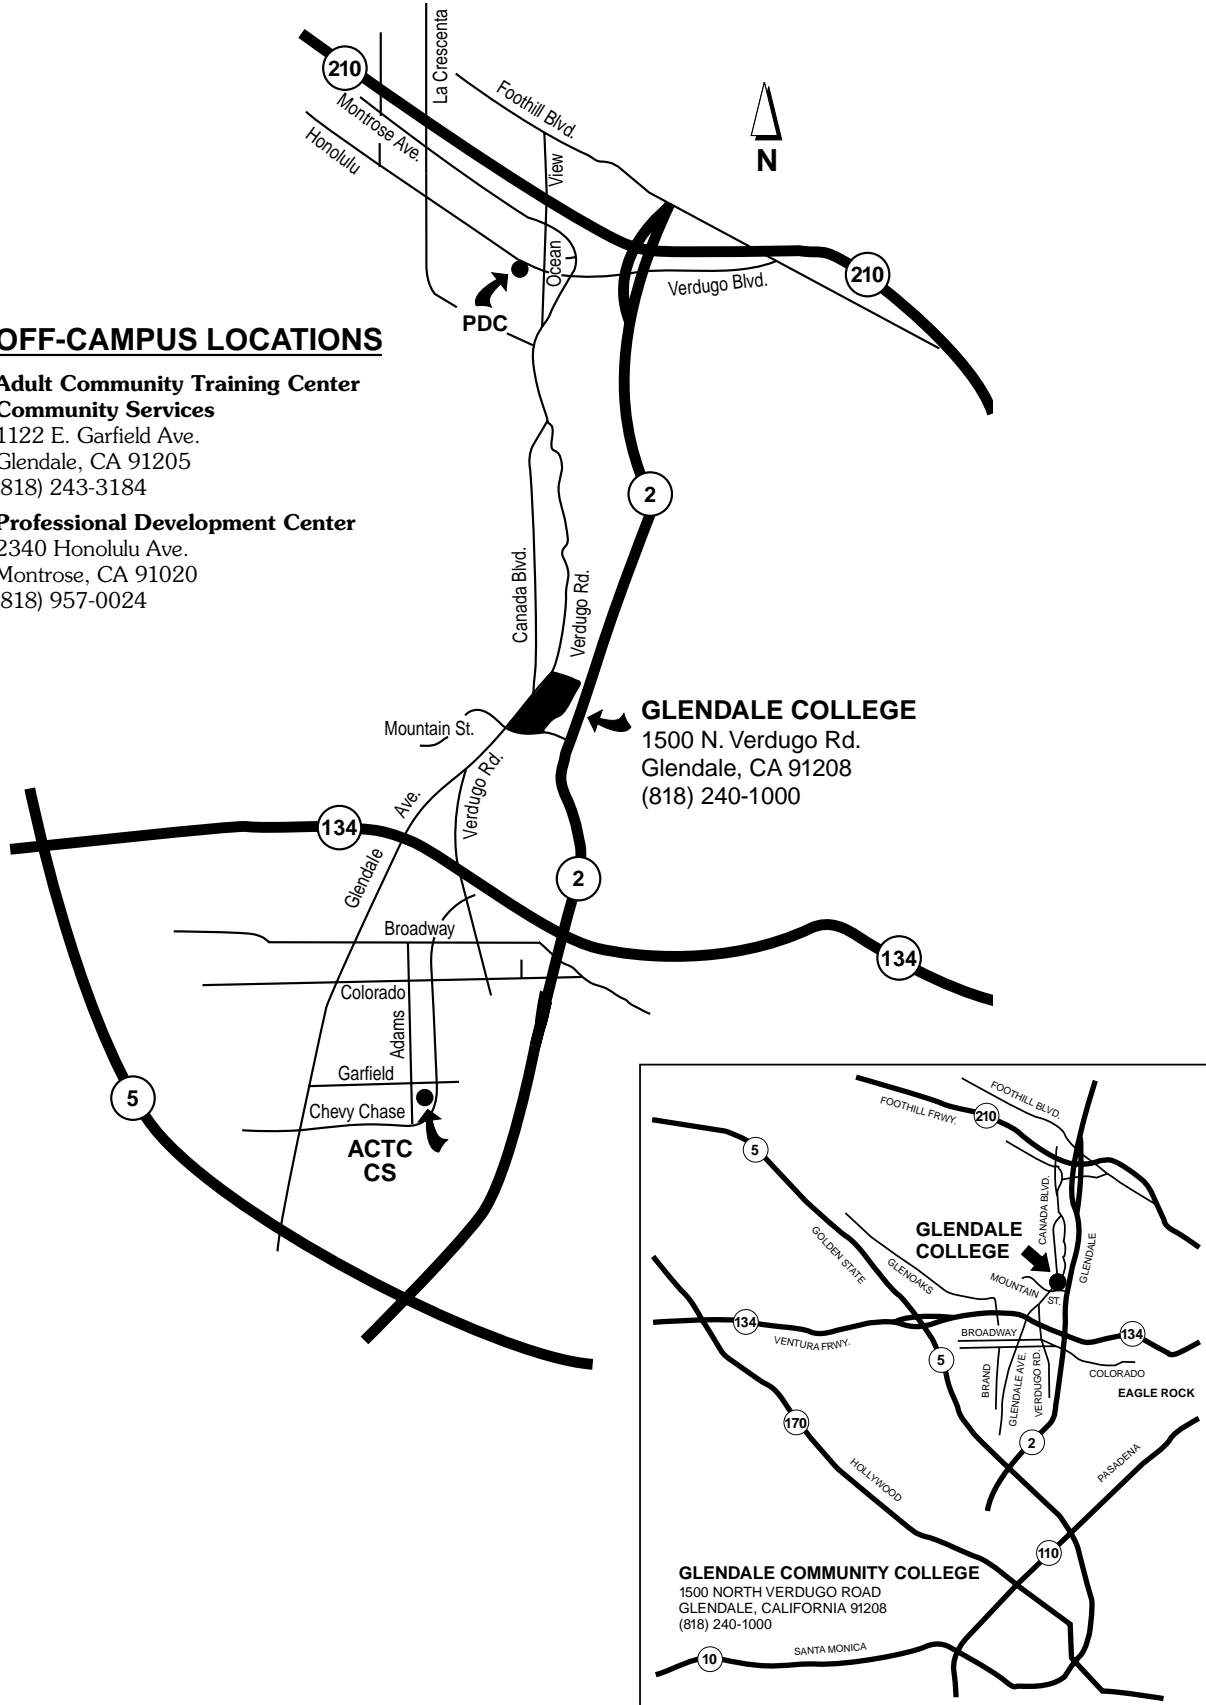 210
La Crescenta
Foothill Blvd.
Montrose Ave.
Honolulu
View
Ocean
N
210
Verdugo Blvd.
PDC
OFF-CAMPUS LOCATIONS
Adult Community Training Center
Community Services
1122 E. Garfield Ave.
Glendale, CA 91205
(818) 243-3184
Professional Development Center
2340 Honolulu Ave.
Montrose, CA 91020
(818) 957-0024
2
Canada Blvd.
Verdugo Rd.
Mountain St.
GLENDALE COLLEGE
1500 N. Verdugo Rd.
Glendale, CA 91208
(818) 240-1000
Verdugo Rd.
Glendale Ave.
134
2
Broadway
134
Colorado
Adams
Garfield
Chevy Chase
5
ACTC
CS
FOOTHILL BLVD.
FOOTHILL FRWY.
210
5
CANADA BLVD.
GLENDALE
COLLEGE
GLENDALE
GOLDEN STATE
GLENOAKS
MOUNTAIN
ST.
134
VENTURA FRWY.
BROADWAY
134
5
BRAND
GLENDALE AVE.
VERDUGO RD.
COLORADO
EAGLE ROCK
170
2
HOLLYWOOD
PASADENA
110
GLENDALE COMMUNITY COLLEGE
1500 NORTH VERDUGO ROAD
GLENDALE, CALIFORNIA 91208
(818) 240-1000
10
SANTA MONICA